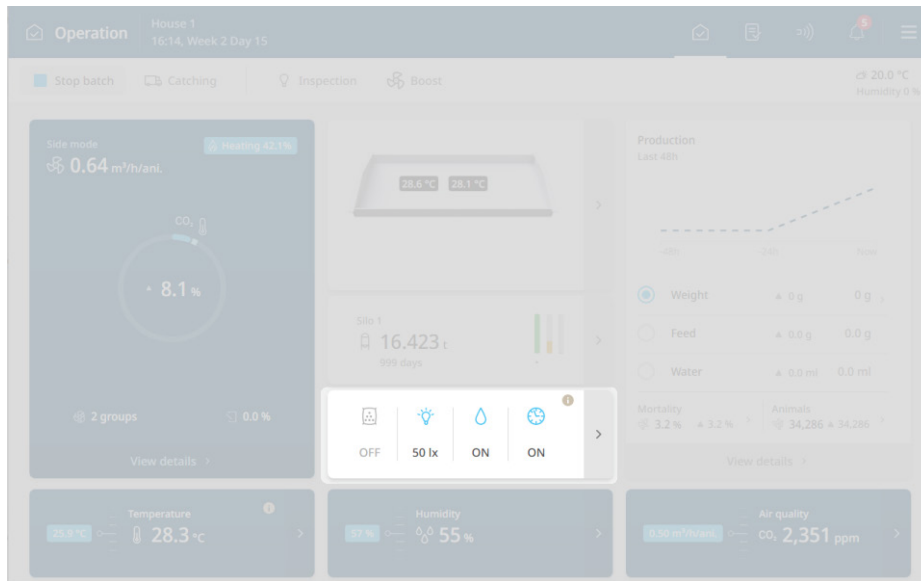 Operation
House 1
16:14, Week 2 Day 15
5
Stop batch
Catching
Inspection
Boost
20.0 °C
Humidity 0 %
Side mode
Heating 42.1%
0.64 m³/h/ani.
CO₂
▲ 8.1 %
2 groups
0.0 %
View details >
28.6 °C 28.1 °C
>
Silo 1
16.423 t
999 days
-
>
OFF
50 lx
ON
ON
i
>
Production
Last 48h
-48h -24h Now
Weight ▲ 0 g 0 g >
Feed ▲ 0.0 g 0.0 g
Water ▲ 0.0 ml 0.0 ml
Mortality
3.2 % ▲ 3.2 % >
Animals
34,286 ▲ 34,286 >
View details >
Temperature
i
25.9 °C
28.3 °C
>
Humidity
57 %
55 %
>
Air quality
0.50 m³/h/ani.
CO₂ 2,351 ppm
>